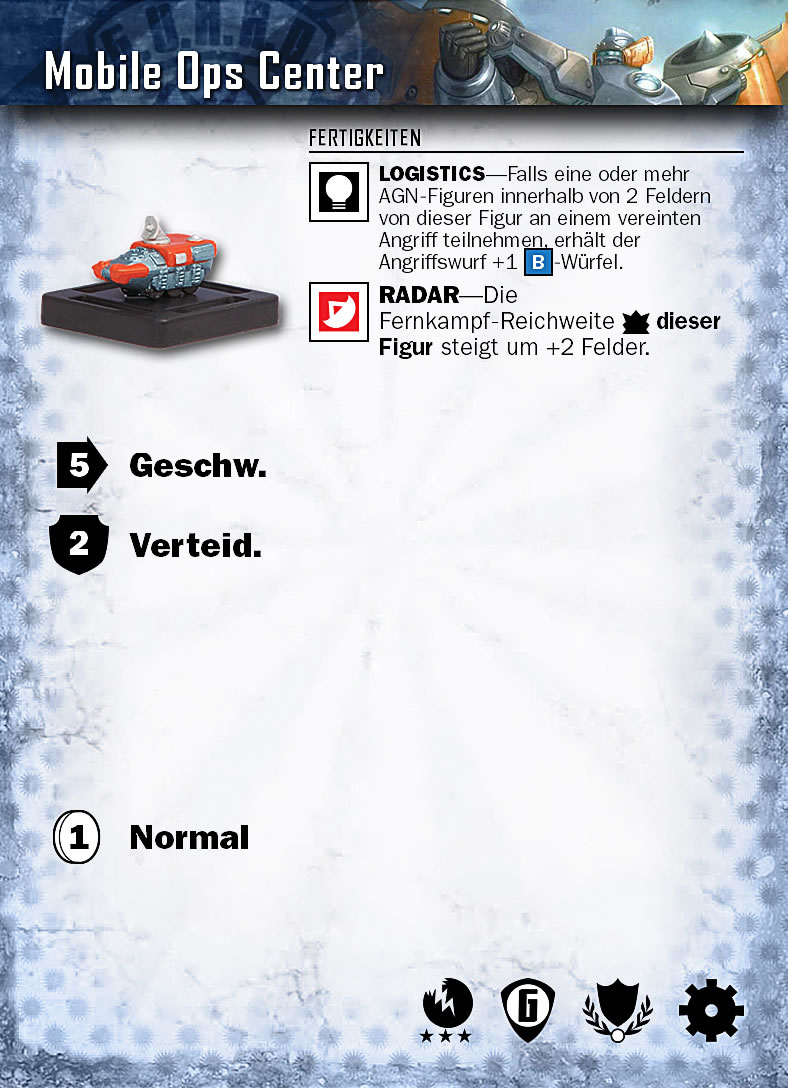 G.U.A.R.D
Mobile Ops Center
FERTIGKEITEN
LOGISTICS—Falls eine oder mehr
AGN-Figuren innerhalb von 2 Feldern
von dieser Figur an einem vereinten
Angriff teilnehmen, erhält der
Angriffswurf +1 B -Würfel.
RADAR—Die
Fernkampf-Reichweite dieser
Figur steigt um +2 Felder.
5 Geschw.
2 Verteid.
1 Normal
G